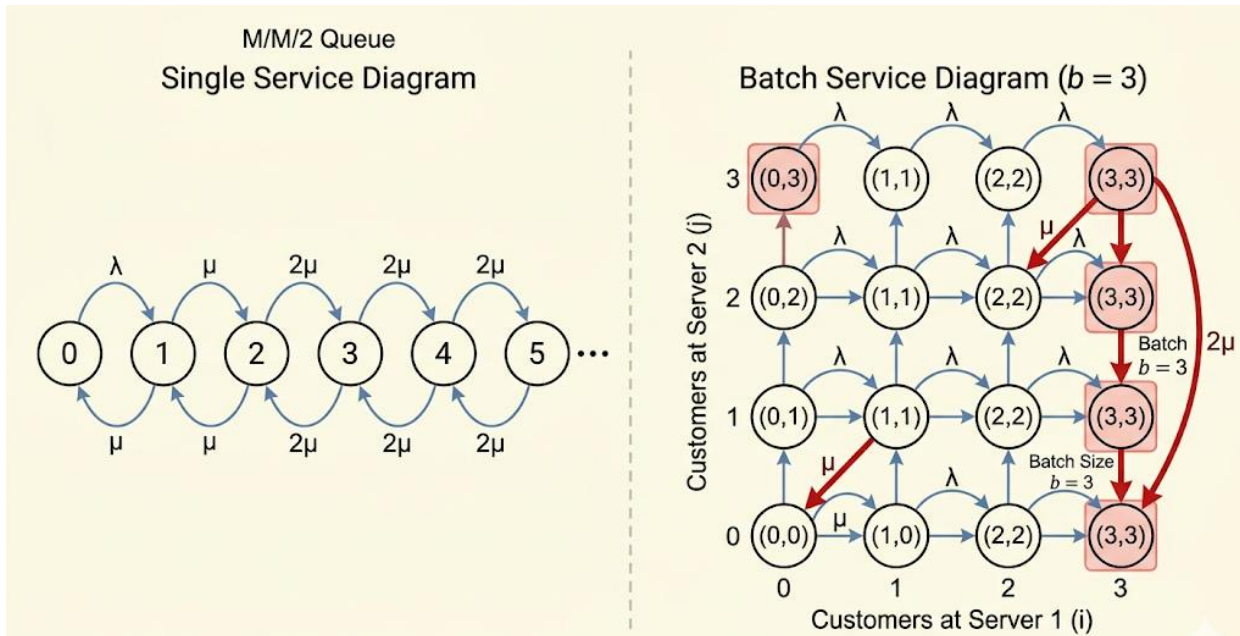 M/M/2 Queue
Single Service Diagram
λ μ 2μ 2μ 2μ
0 1 2 3 4 5 •••
μ μ 2μ 2μ 2μ
Batch Service Diagram (b = 3)
λ λ λ
3 (0,3) (1,1) (2,2) (3,3)
μ
λ λ λ
2 (0,2) (1,1) (2,2) (3,3)
Batch
b = 3
2μ
λ λ λ
1 (0,1) (1,1) (2,2) (3,3)
μ
Batch Size
b = 3
λ
μ
0 (0,0) (1,0) (2,2) (3,3)
0 1 2 3
Customers at Server 2 (j)
Customers at Server 1 (i)